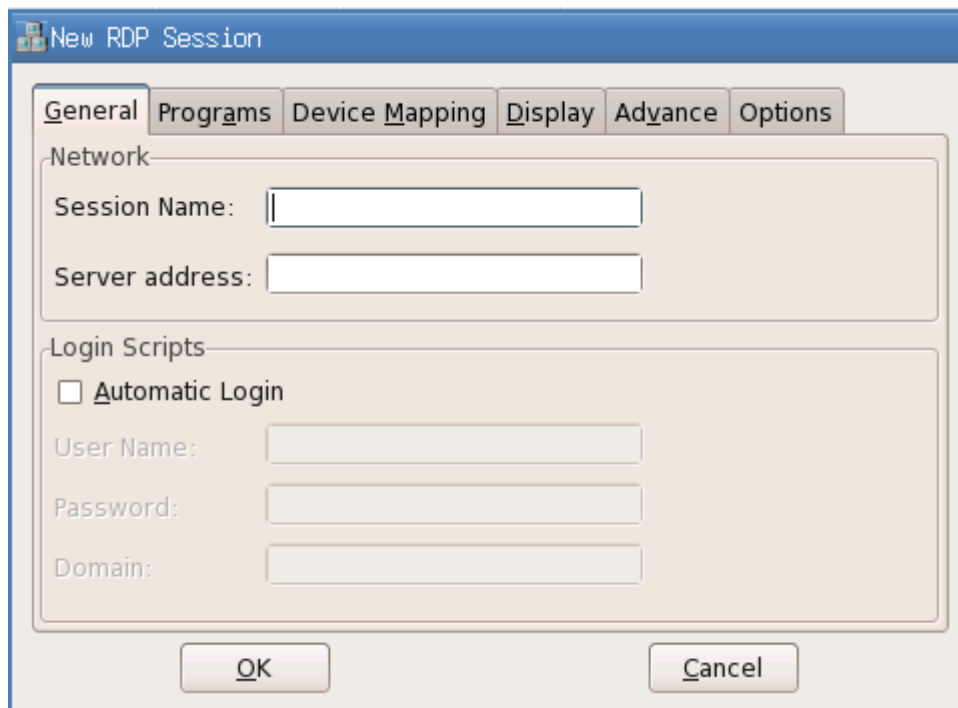 New RDP Session
General Programs Device Mapping Display Advance Options
Network
Session Name:
Server address:
Login Scripts
Automatic Login
User Name:
Password:
Domain:
OK Cancel